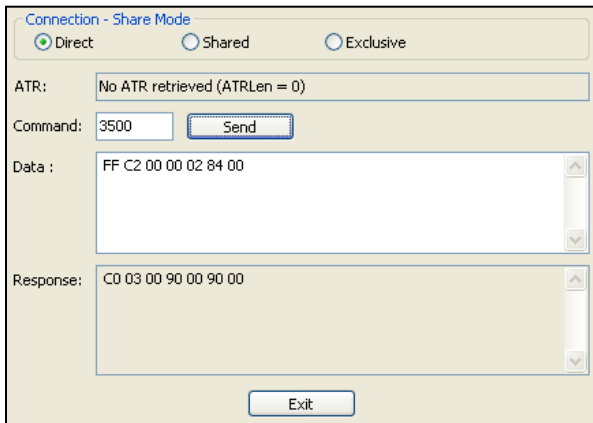 Connection - Share Mode
Direct Shared Exclusive
ATR: No ATR retrieved (ATRLen = 0)
Command: 3500 Send
Data : FF C2 00 00 02 84 00
Response: C0 03 00 90 00 90 00
Exit